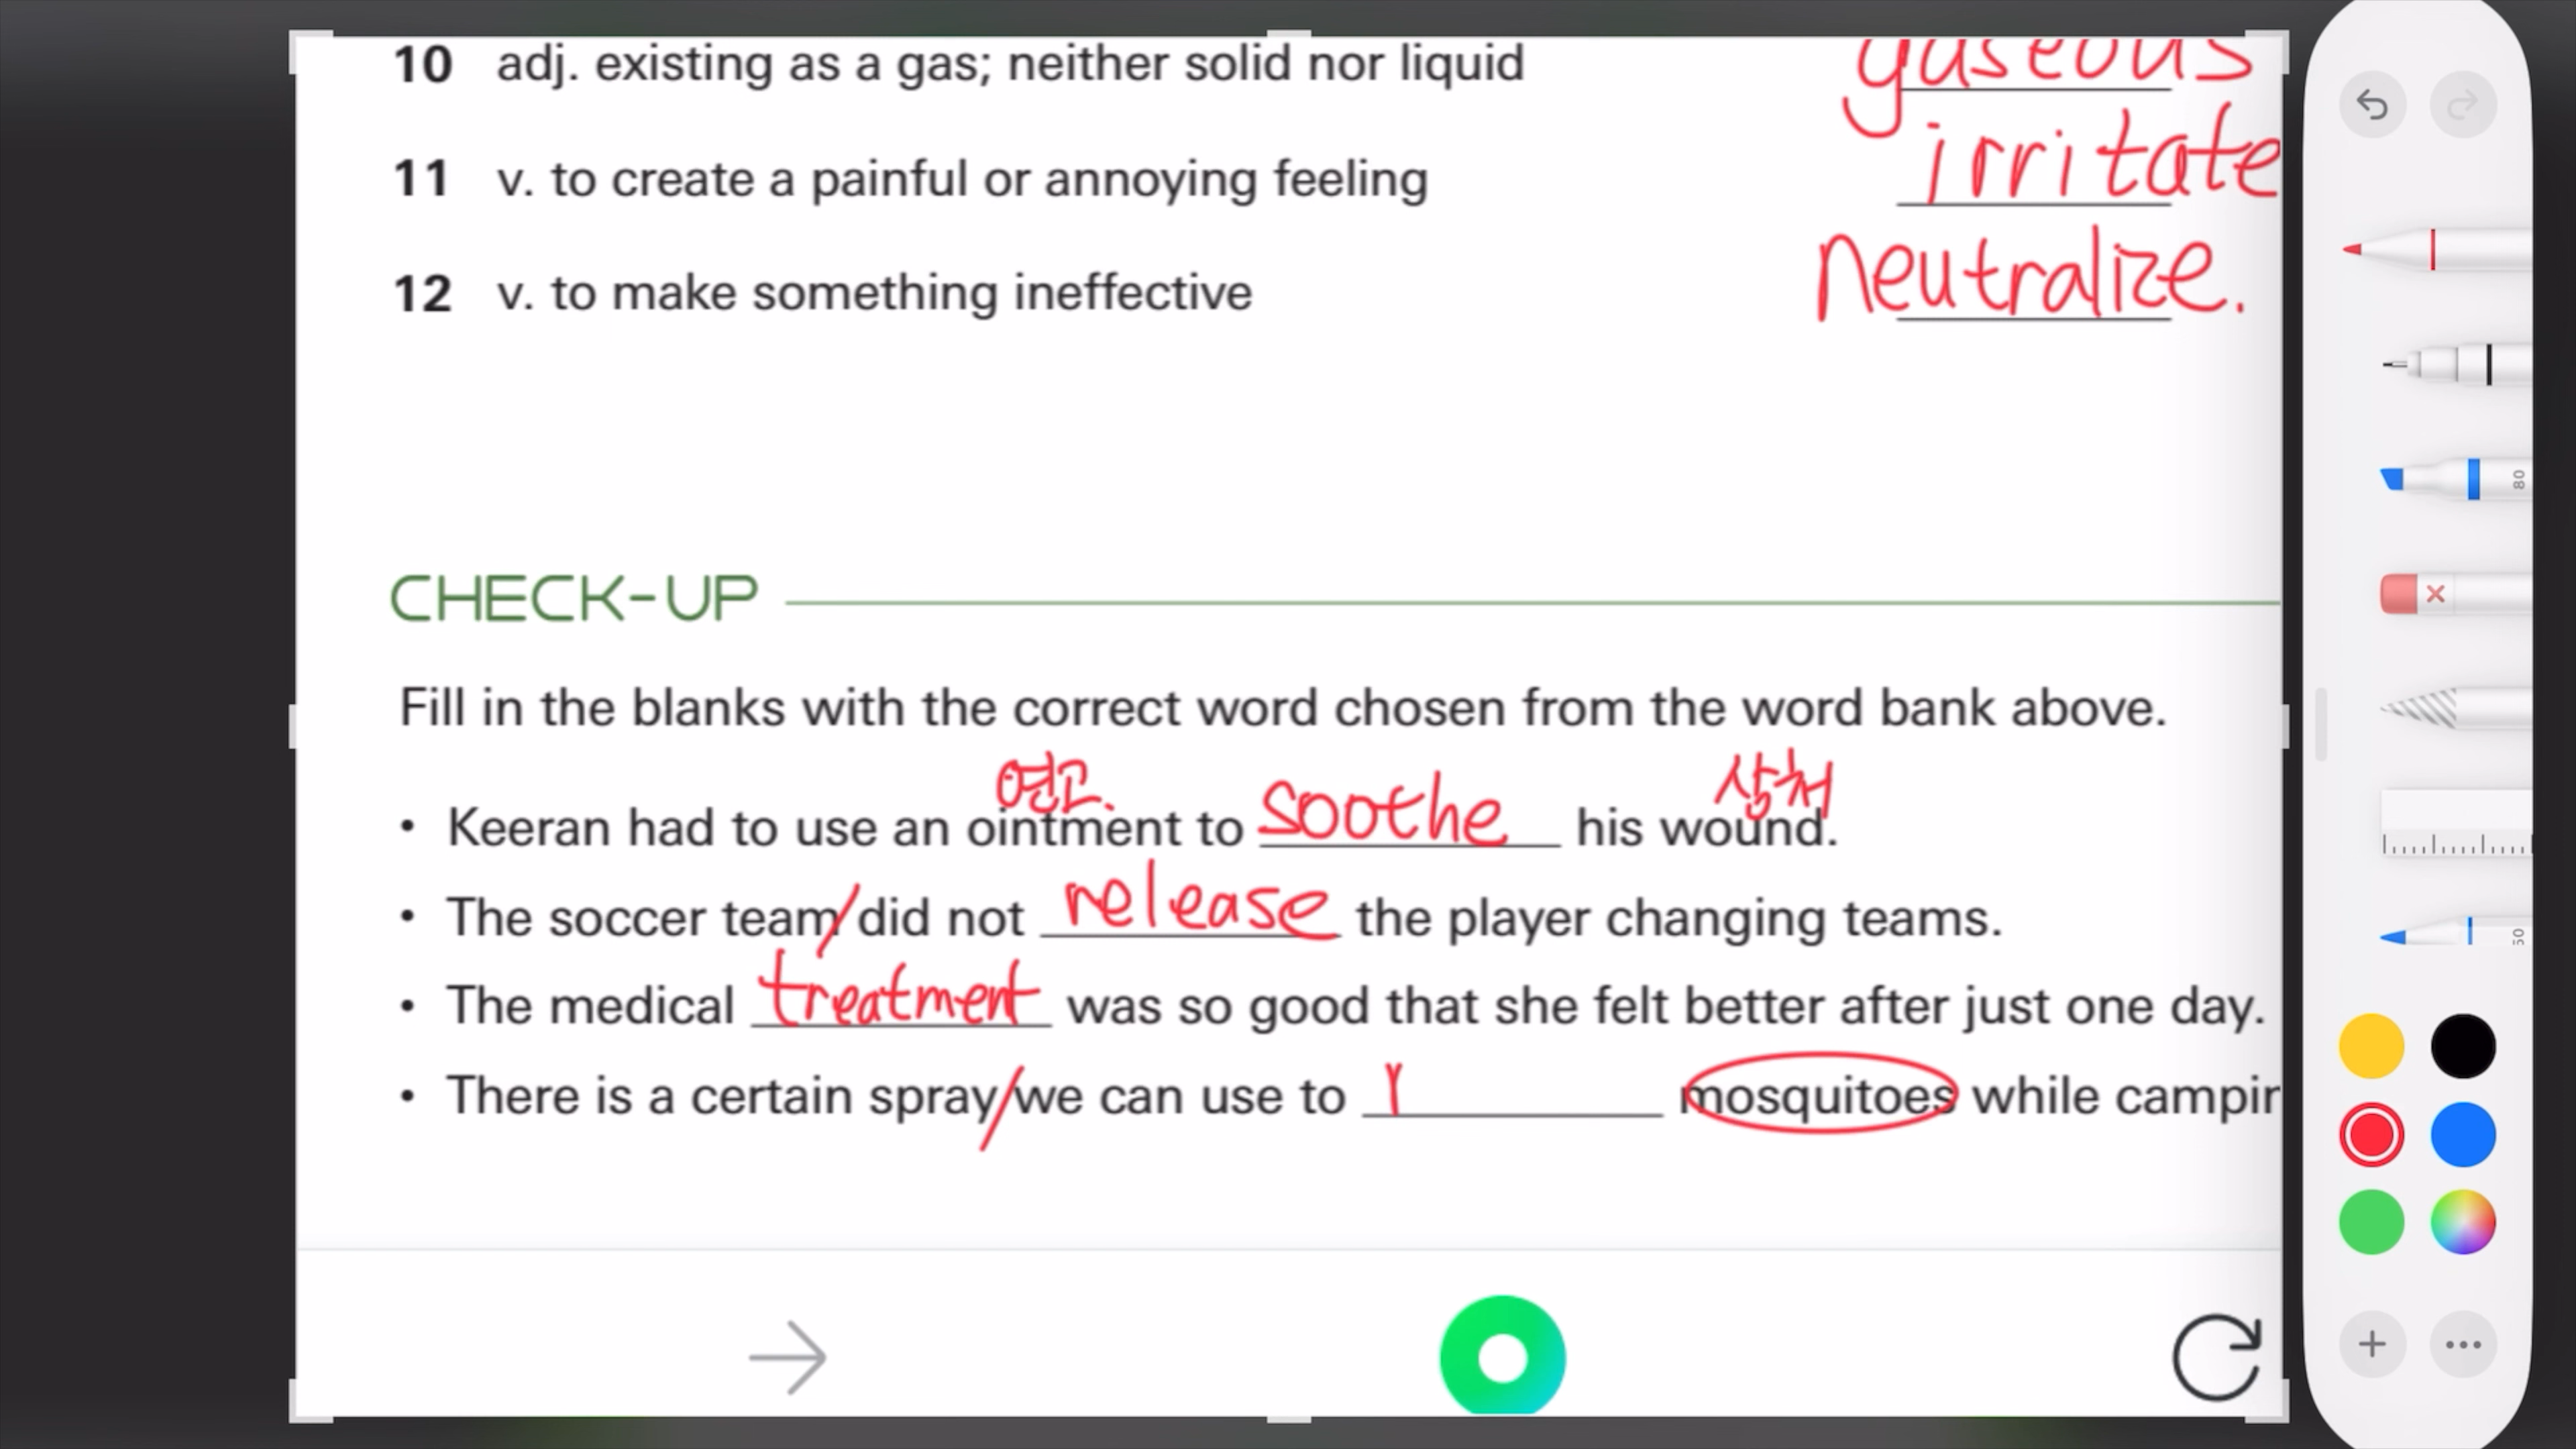 10 adj. existing as a gas; neither solid nor liquid gaseous
11 v. to create a painful or annoying feeling irritate
12 v. to make something ineffective neutralize.
CHECK-UP
Fill in the blanks with the correct word chosen from the word bank above.
연고. 상처
• Keeran had to use an ointment to soothe his wound.
• The soccer team/did not release the player changing teams.
• The medical treatment was so good that she felt better after just one day.
• There is a certain spray/we can use to r mosquitoes while
80
50